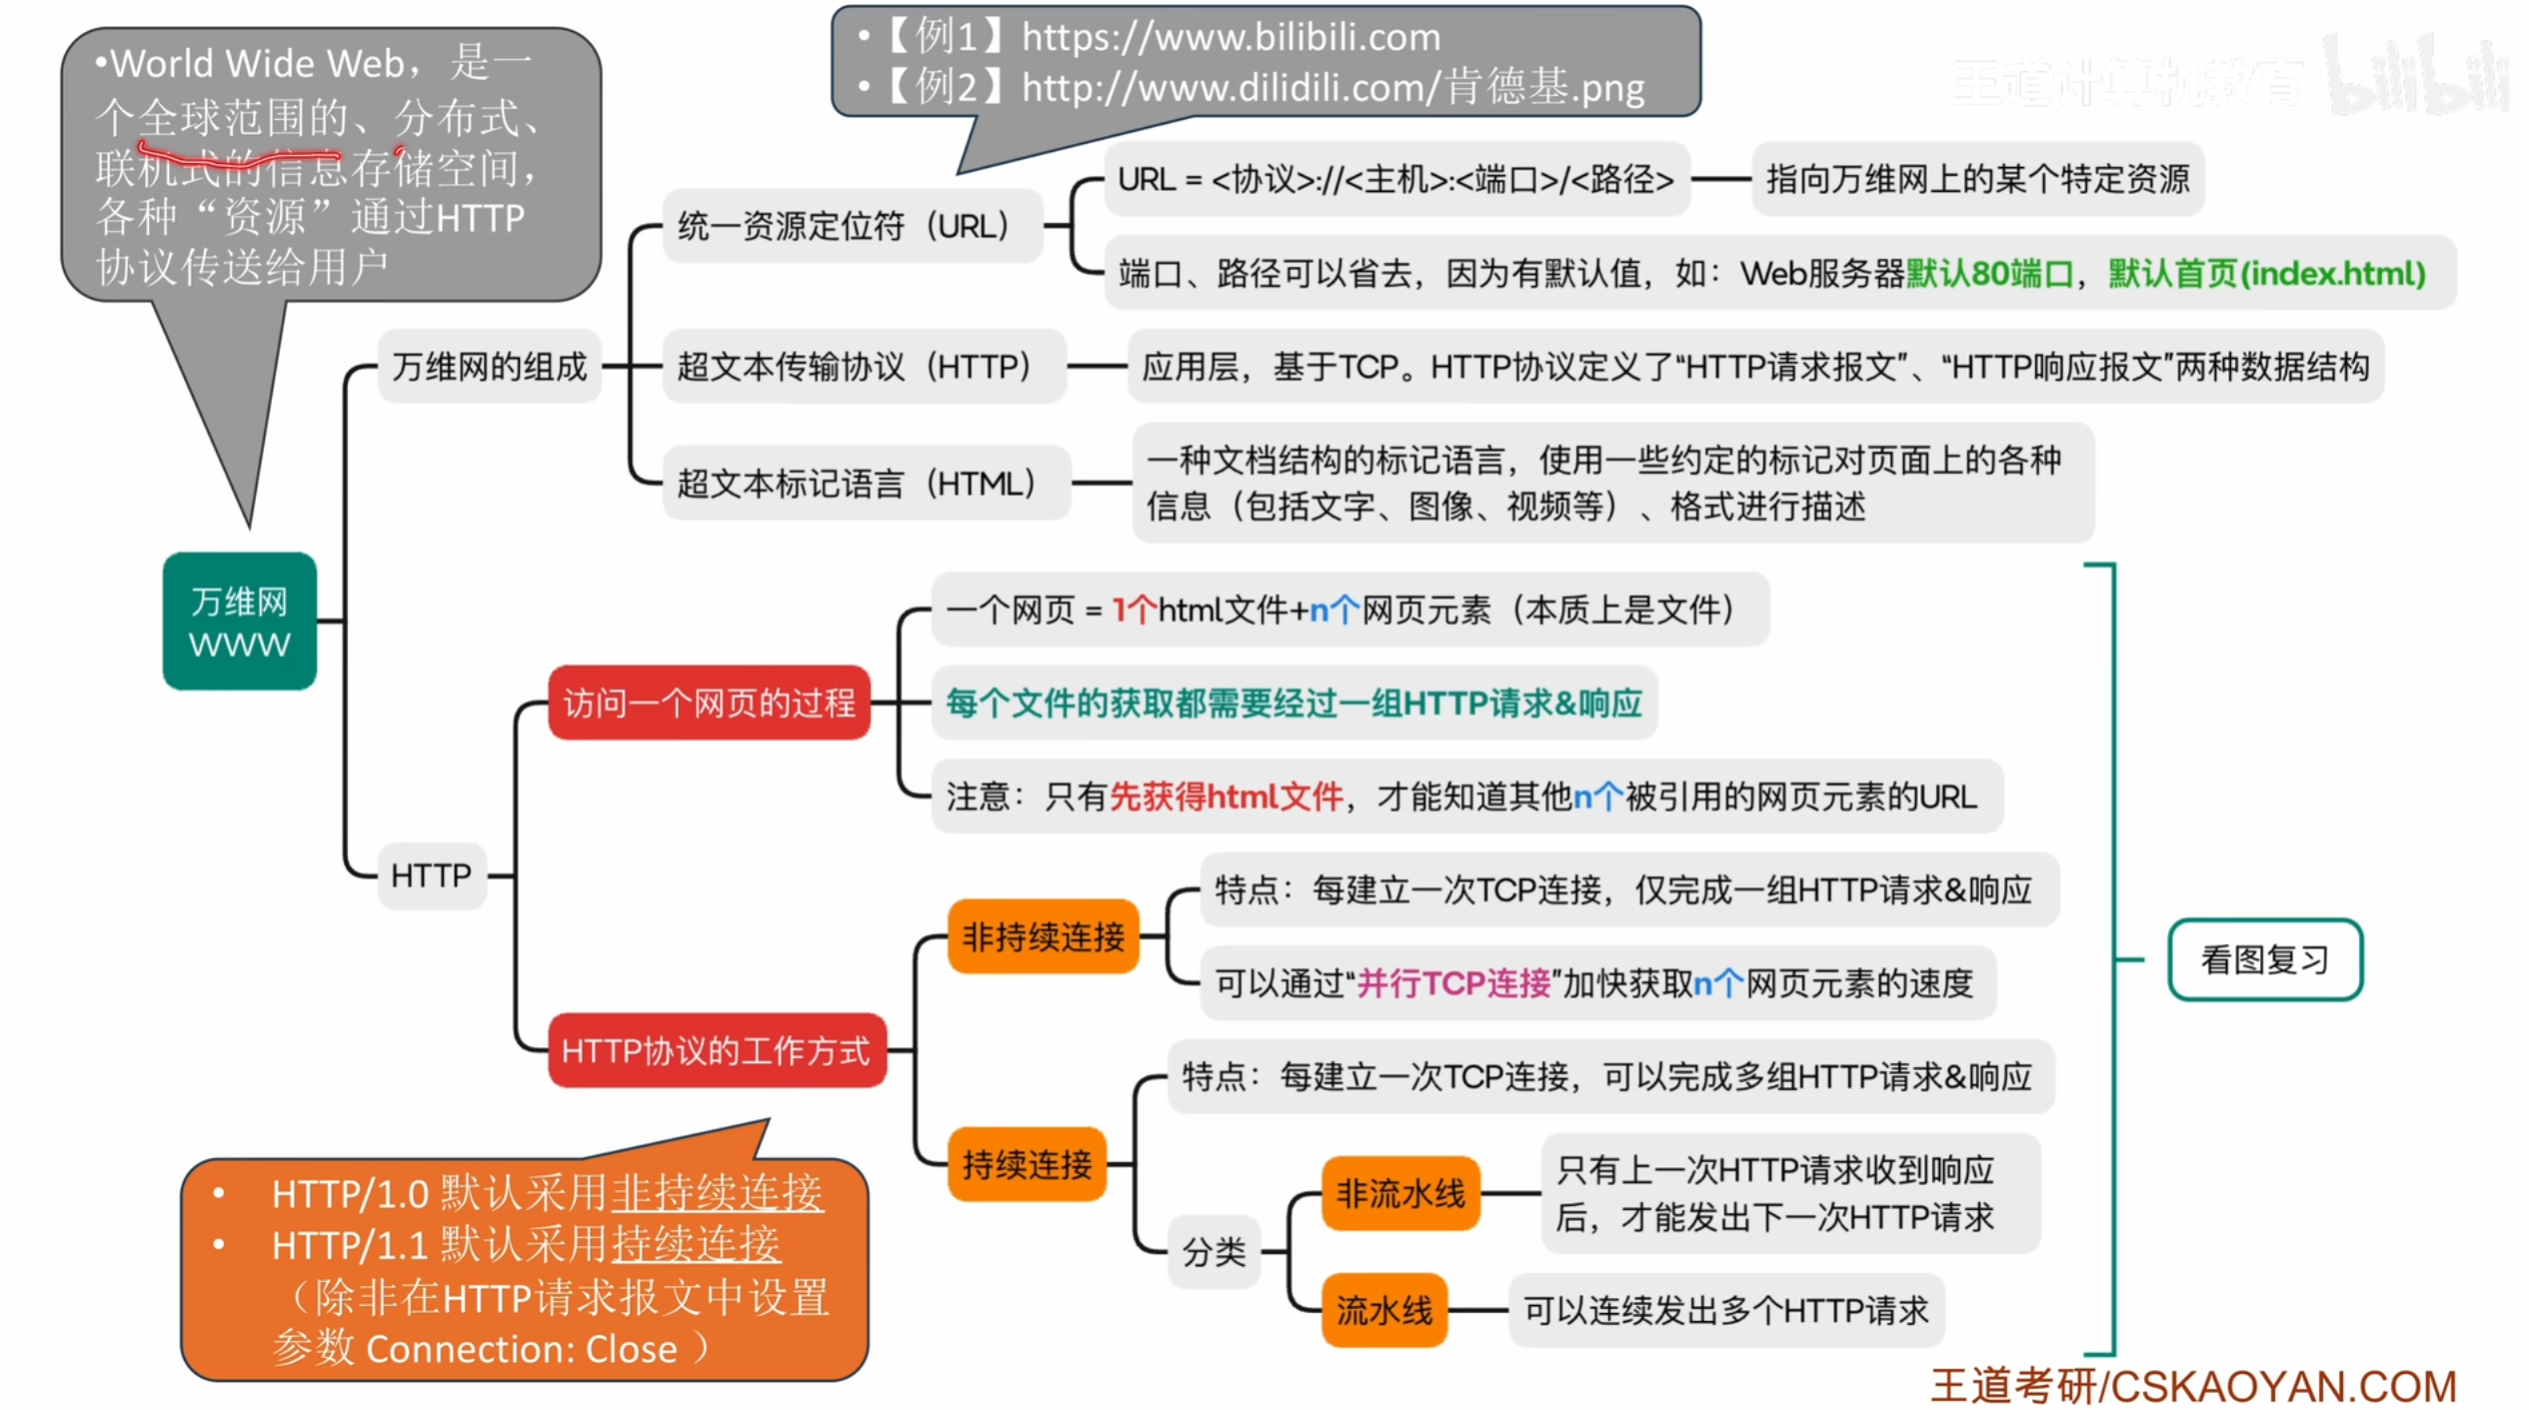 •World Wide Web，是一
个全球范围的、分布式、
联机式的信息存储空间，
各种“资源”通过HTTP
协议传送给用户
•【例1】https://www.bilibili.com
•【例2】http://www.dilidili.com/肯德基.png
王道计算机教育 bilibili
万维网
WWW
万维网的组成
统一资源定位符（URL）
URL = <协议>://<主机>:<端口>/<路径>
指向万维网上的某个特定资源
端口、路径可以省去，因为有默认值，如：Web服务器默认80端口，默认首页(index.html)
超文本传输协议（HTTP）
应用层，基于TCP。HTTP协议定义了“HTTP请求报文”、“HTTP响应报文”两种数据结构
超文本标记语言（HTML）
一种文档结构的标记语言，使用一些约定的标记对页面上的各种
信息（包括文字、图像、视频等）、格式进行描述
HTTP
访问一个网页的过程
一个网页 = 1个html文件+n个网页元素（本质上是文件）
每个文件的获取都需要经过一组HTTP请求&响应
注意：只有先获得html文件，才能知道其他n个被引用的网页元素的URL
HTTP协议的工作方式
非持续连接
特点：每建立一次TCP连接，仅完成一组HTTP请求&响应
可以通过“并行TCP连接”加快获取n个网页元素的速度
持续连接
特点：每建立一次TCP连接，可以完成多组HTTP请求&响应
分类
非流水线
只有上一次HTTP请求收到响应
后，才能发出下一次HTTP请求
流水线
可以连续发出多个HTTP请求
看图复习
• HTTP/1.0 默认采用非持续连接
• HTTP/1.1 默认采用持续连接
（除非在HTTP请求报文中设置
参数 Connection: Close ）
王道考研/CSKAOYAN.COM